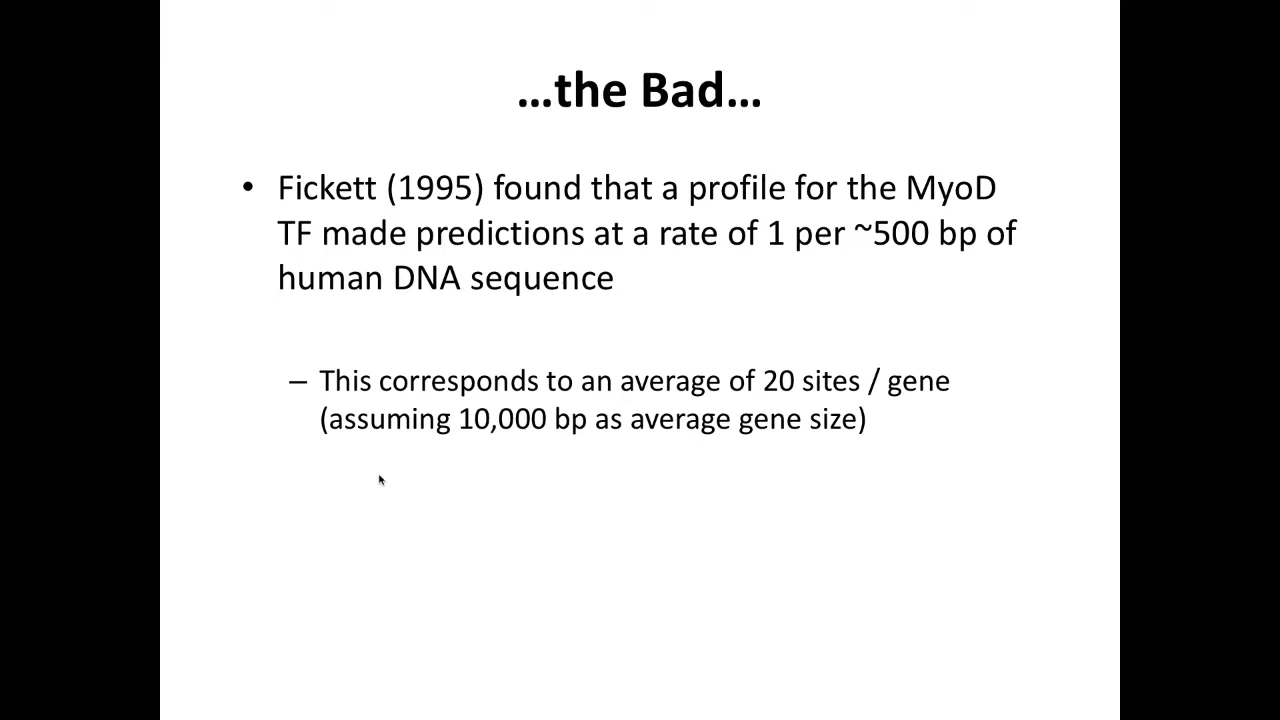 …the Bad…
• Fickett (1995) found that a profile for the MyoD
TF made predictions at a rate of 1 per ~500 bp of
human DNA sequence
– This corresponds to an average of 20 sites / gene
(assuming 10,000 bp as average gene size)